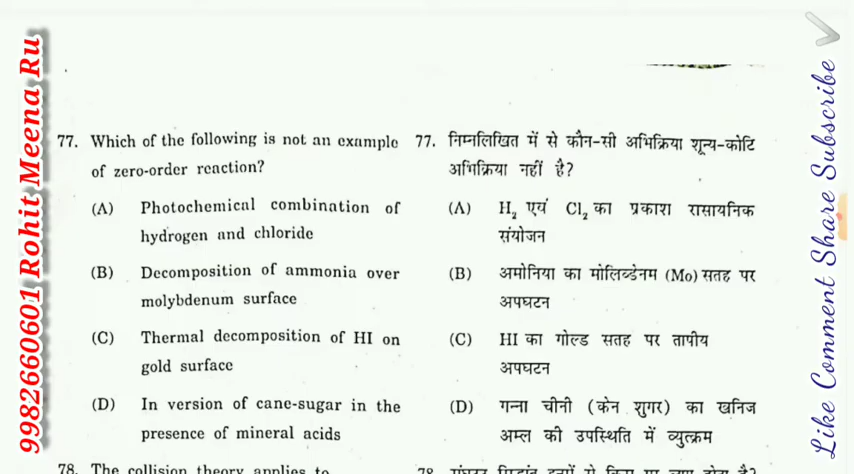 9982660601 Rohit Meena Ru
77. Which of the following is not an example
of zero-order reaction?
(A) Photochemical combination of
hydrogen and chloride
(B) Decomposition of ammonia over
molybdenum surface
(C) Thermal decomposition of HI on
gold surface
(D) In version of cane-sugar in the
presence of mineral acids
78. The collision theory applies to
77. निम्नलिखित में से कौन-सी अभिक्रिया शून्य-कोटि
अभिक्रिया नहीं है?
(A) H₂ एवं Cl₂ का प्रकाश रासायनिक
संयोजन
(B) अमोनिया का मोलिब्डेनम (Mo) सतह पर
अपघटन
(C) HI का गोल्ड सतह पर तापीय
अपघटन
(D) गन्ना चीनी (केन शुगर) का खनिज
अम्ल की उपस्थिति में व्युत्क्रम
78.
Like Comment Share Subscribe